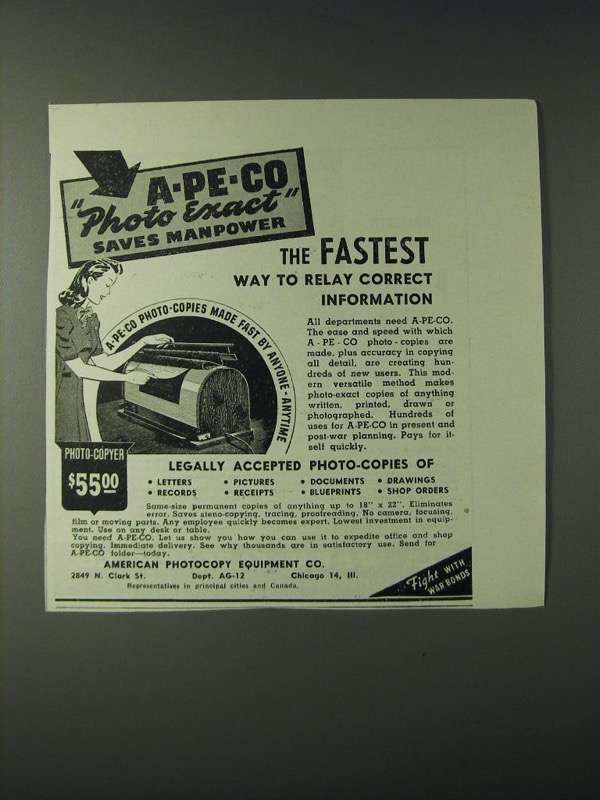 A·PE·CO
"Photo Exact"
SAVES MANPOWER
THE FASTEST
WAY TO RELAY CORRECT
INFORMATION
A·PE·CO PHOTO-COPIES MADE FAST BY ANYONE-ANYTIME
All departments need A-PE-CO.
The ease and speed with which
A - PE - CO photo - copies are
made, plus accuracy in copying
all detail, are creating hun-
dreds of new users. This mod-
ern versatile method makes
photo-exact copies of anything
written, printed, drawn or
photographed. Hundreds of
uses for A-PE-CO in present and
post-war planning. Pays for it-
self quickly.
PHOTO-COPYER
$55.00
LEGALLY ACCEPTED PHOTO-COPIES OF
• LETTERS • PICTURES • DOCUMENTS • DRAWINGS
• RECORDS • RECEIPTS • BLUEPRINTS • SHOP ORDERS
Same-size permanent copies of anything up to 18" x 22". Eliminates
error. Saves steno-copying, tracing, proofreading. No camera, focusing,
film or moving parts. Any employee quickly becomes expert. Lowest investment in equip-
ment. Use on any desk or table.
You need A-PE-CO. Let us show you how you can use it to expedite office and shop
copying. Immediate delivery. See why thousands are in satisfactory use. Send for
A-PE-CO folder—today.
AMERICAN PHOTOCOPY EQUIPMENT CO.
2849 N. Clark St. Dept. AG-12 Chicago 14, Ill.
Representatives in principal cities and Canada.
Fight WITH
WAR BONDS